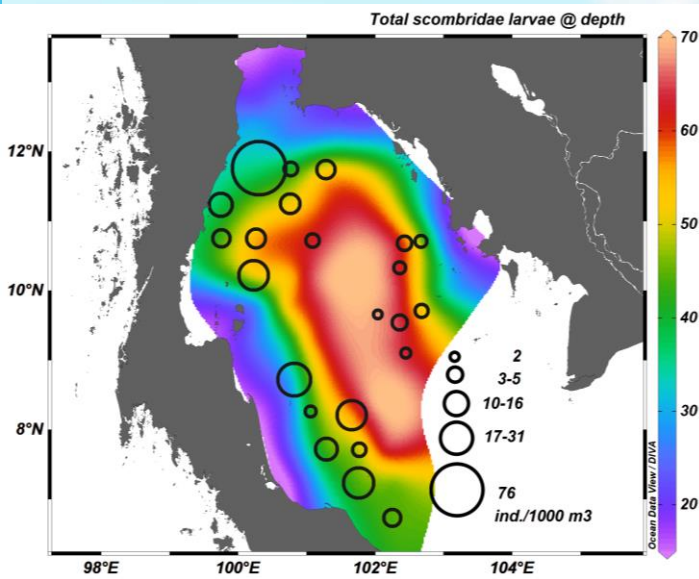 Total scombridae larvae @ depth
70
60
50
40
30
20
12°N
10°N
8°N
98°E
100°E
102°E
104°E
2
3-5
10-16
17-31
76
ind./1000 m3
Ocean Data View / DIVA